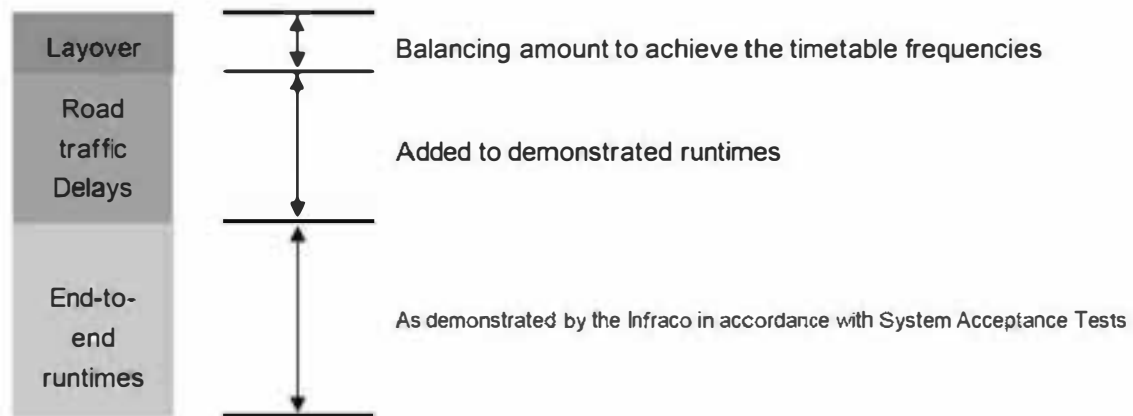 Layover
Balancing amount to achieve the timetable frequencies
Road
traffic
Delays
Added to demonstrated runtimes
End-to-
end
runtimes
As demonstrated by the Infraco in accordance with System Acceptance Tests